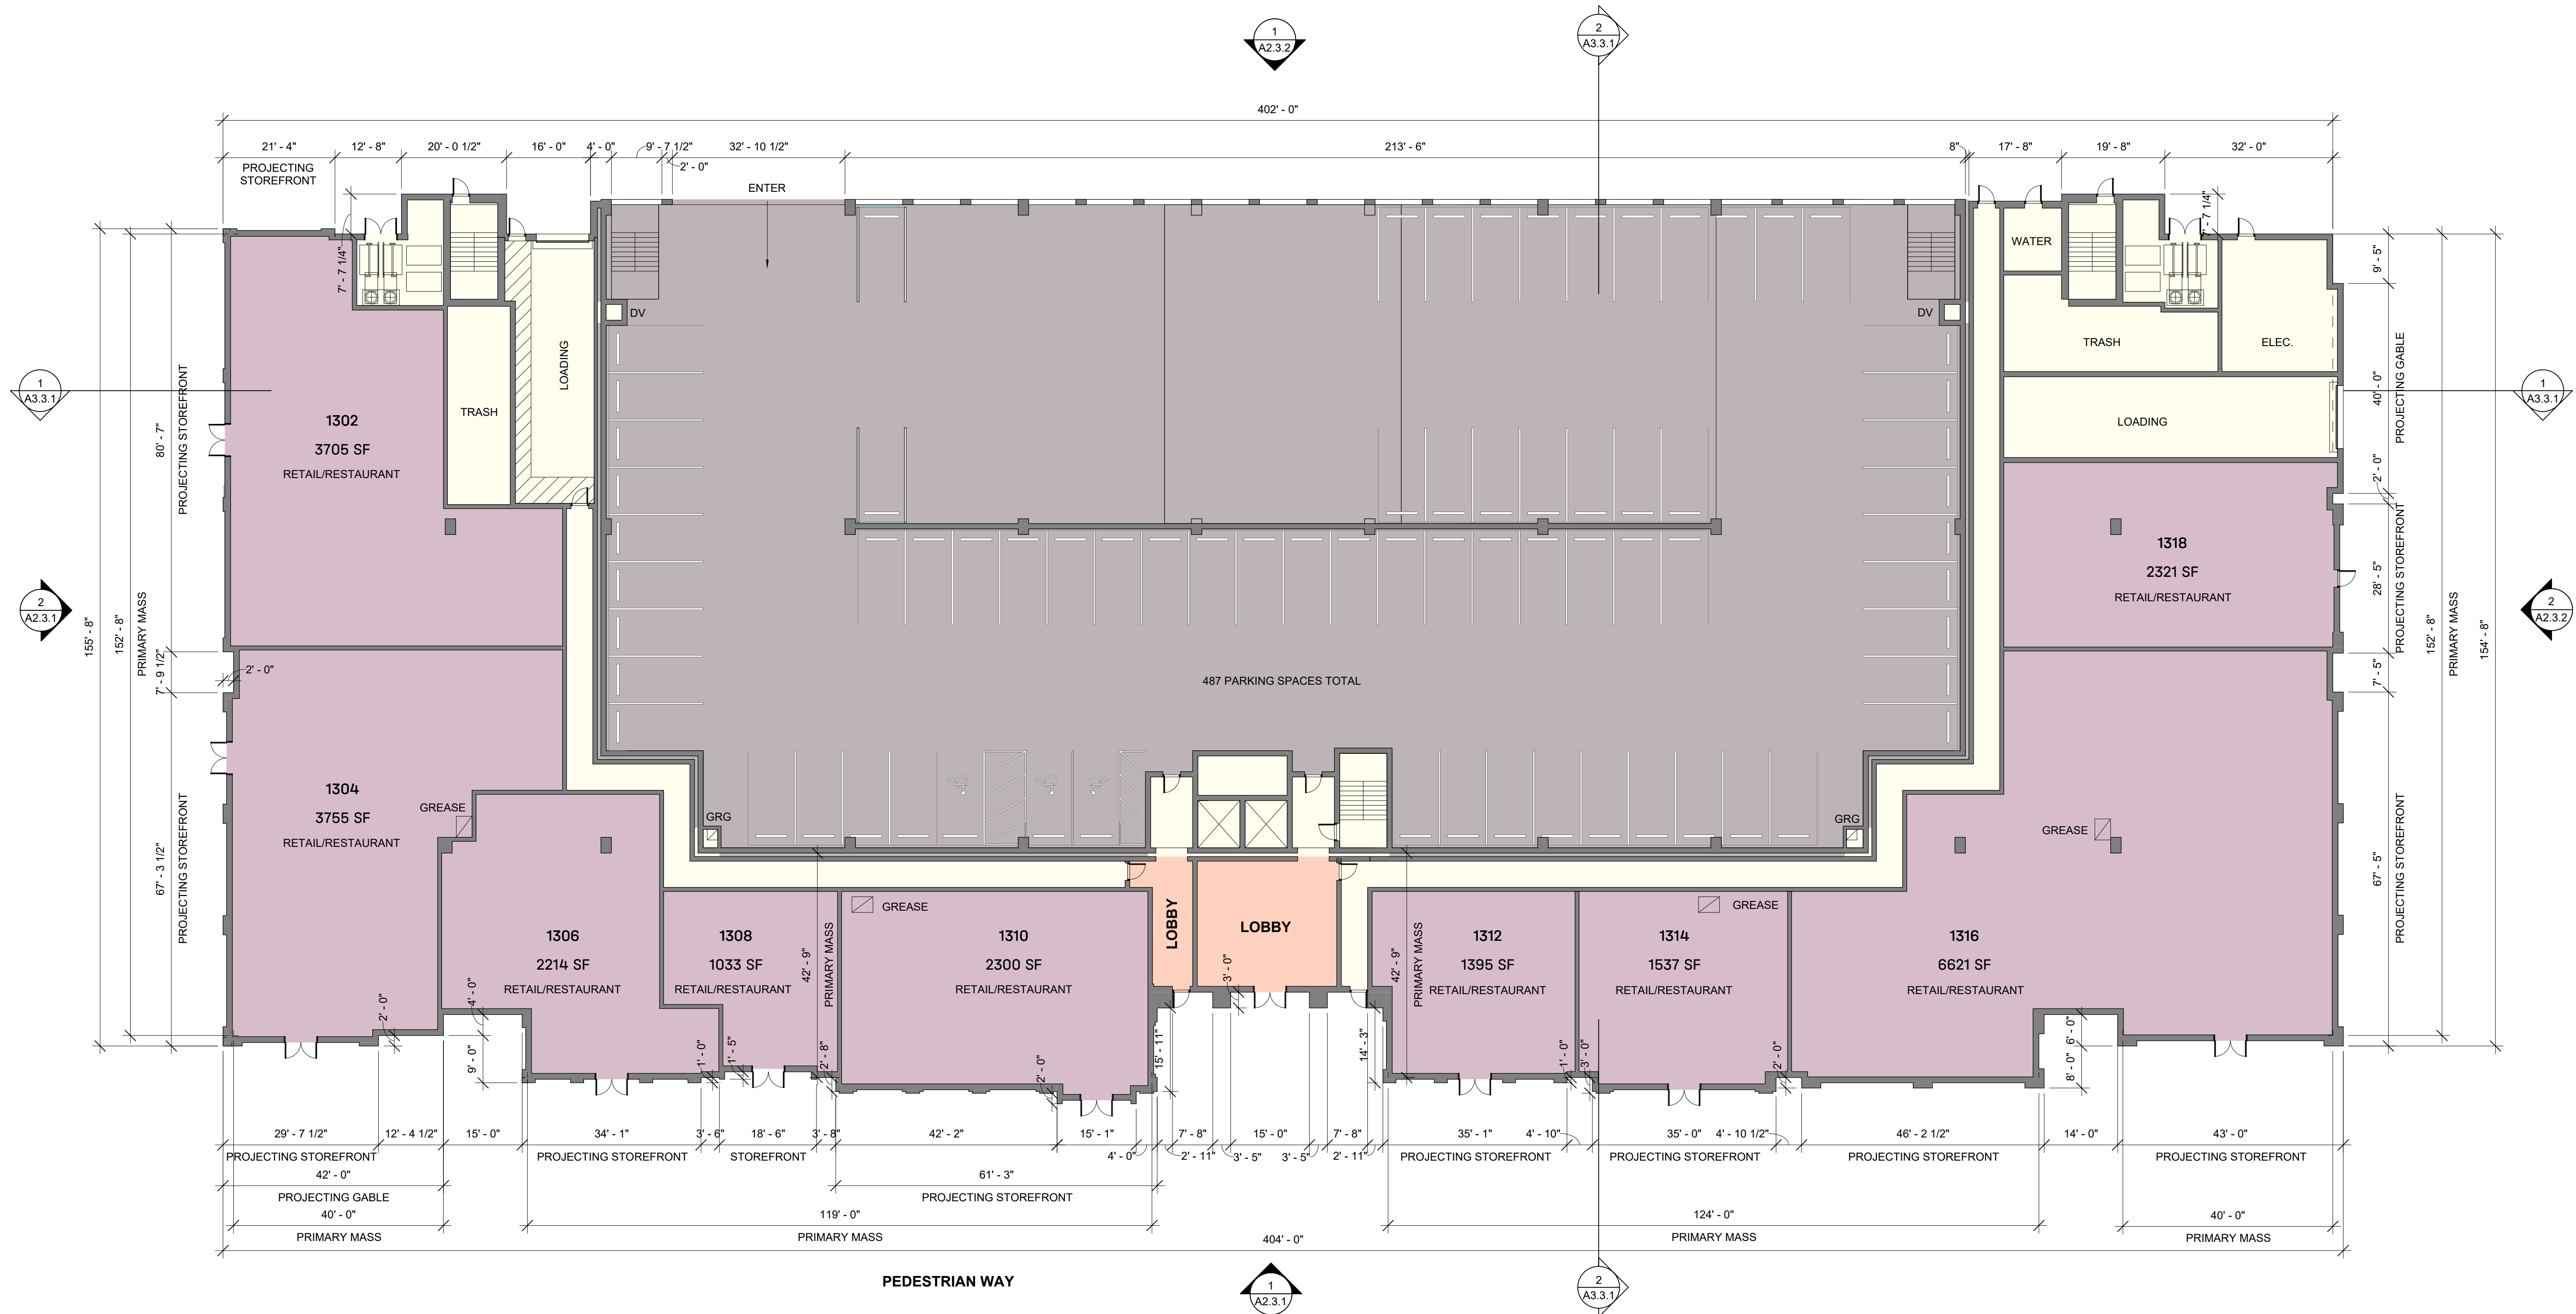 1
A2.3.2
2
A3.3.1
402' - 0"
21' - 4"
12' - 8"
20' - 0 1/2"
16' - 0"
4' - 0"
9' - 7 1/2"
32' - 10 1/2"
213' - 6"
8"
17' - 8"
19' - 8"
32' - 0"
PROJECTING
STOREFRONT
2' - 0"
ENTER
7' - 7 1/4"
7' - 7 1/4"
WATER
9' - 5"
DV
DV
LOADING
TRASH
ELEC.
PROJECTING GABLE
40' - 0"
1
A3.3.1
1
A3.3.1
PROJECTING STOREFRONT
80' - 7"
1302
3705 SF
RETAIL/RESTAURANT
TRASH
LOADING
2' - 0"
1318
2321 SF
RETAIL/RESTAURANT
28' - 5"
PROJECTING STOREFRONT
2
A2.3.1
2
A2.3.2
155' - 8"
152' - 8"
PRIMARY MASS
152' - 8"
PRIMARY MASS
154' - 8"
7' - 9 1/2"
2' - 0"
487 PARKING SPACES TOTAL
7' - 5"
1304
3755 SF
RETAIL/RESTAURANT
GREASE
GRG
GRG
GREASE
67' - 3 1/2"
PROJECTING STOREFRONT
67' - 5"
PROJECTING STOREFRONT
1306
2214 SF
RETAIL/RESTAURANT
1308
1033 SF
RETAIL/RESTAURANT
42' - 9"
PRIMARY MASS
GREASE
1310
2300 SF
RETAIL/RESTAURANT
LOBBY
LOBBY
3' - 0"
1312
1395 SF
RETAIL/RESTAURANT
42' - 9"
PRIMARY MASS
GREASE
1314
1537 SF
RETAIL/RESTAURANT
1316
6621 SF
RETAIL/RESTAURANT
2' - 0"
4' - 0"
9' - 0"
1' - 0"
1' - 5"
2' - 8"
2' - 0"
15' - 11"
14' - 3"
1' - 0"
3' - 0"
2' - 0"
6' - 0"
8' - 0"
29' - 7 1/2"
12' - 4 1/2"
15' - 0"
34' - 1"
3' - 6"
18' - 6"
3' - 8"
42' - 2"
15' - 1"
4' - 0"
2' - 11"
7' - 8"
3' - 5"
15' - 0"
3' - 5"
7' - 8"
2' - 11"
35' - 1"
4' - 10"
35' - 0"
4' - 10 1/2"
46' - 2 1/2"
14' - 0"
43' - 0"
PROJECTING STOREFRONT
PROJECTING STOREFRONT
STOREFRONT
PROJECTING STOREFRONT
PROJECTING STOREFRONT
PROJECTING STOREFRONT
PROJECTING STOREFRONT
42' - 0"
PROJECTING GABLE
61' - 3"
PROJECTING STOREFRONT
40' - 0"
PRIMARY MASS
119' - 0"
PRIMARY MASS
124' - 0"
PRIMARY MASS
40' - 0"
PRIMARY MASS
404' - 0"
PEDESTRIAN WAY
1
A2.3.1
2
A3.3.1